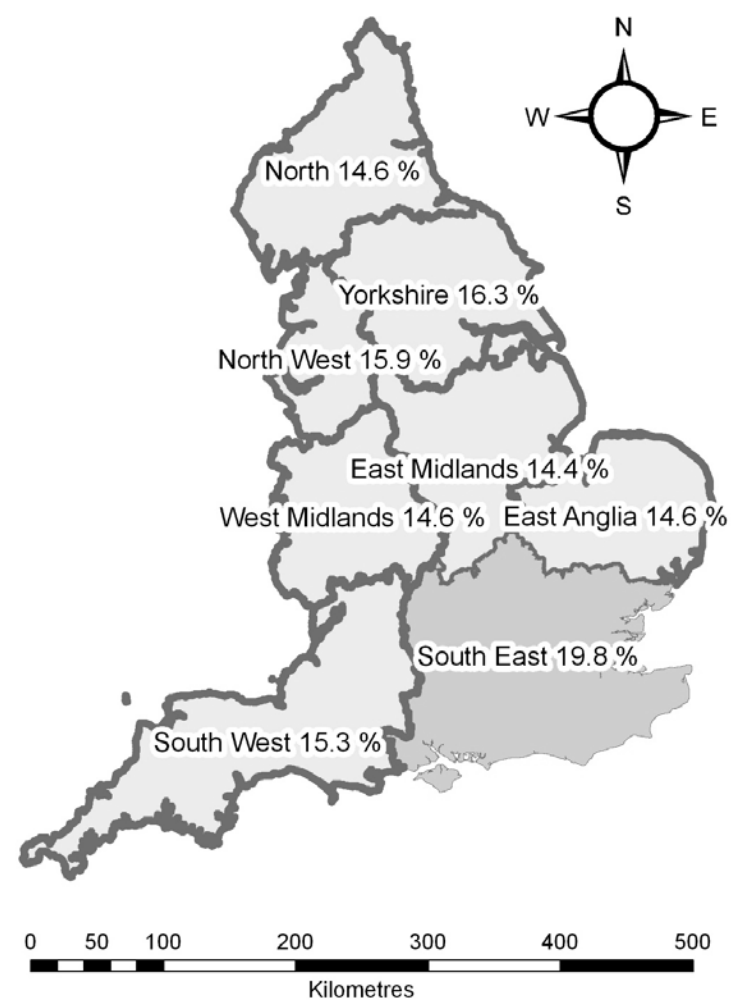 N
W E
S
North 14.6 %
Yorkshire 16.3 %
North West 15.9 %
East Midlands 14.4 %
West Midlands 14.6 %
East Anglia 14.6 %
South East 19.8 %
South West 15.3 %
0 50 100 200 300 400 500
Kilometres